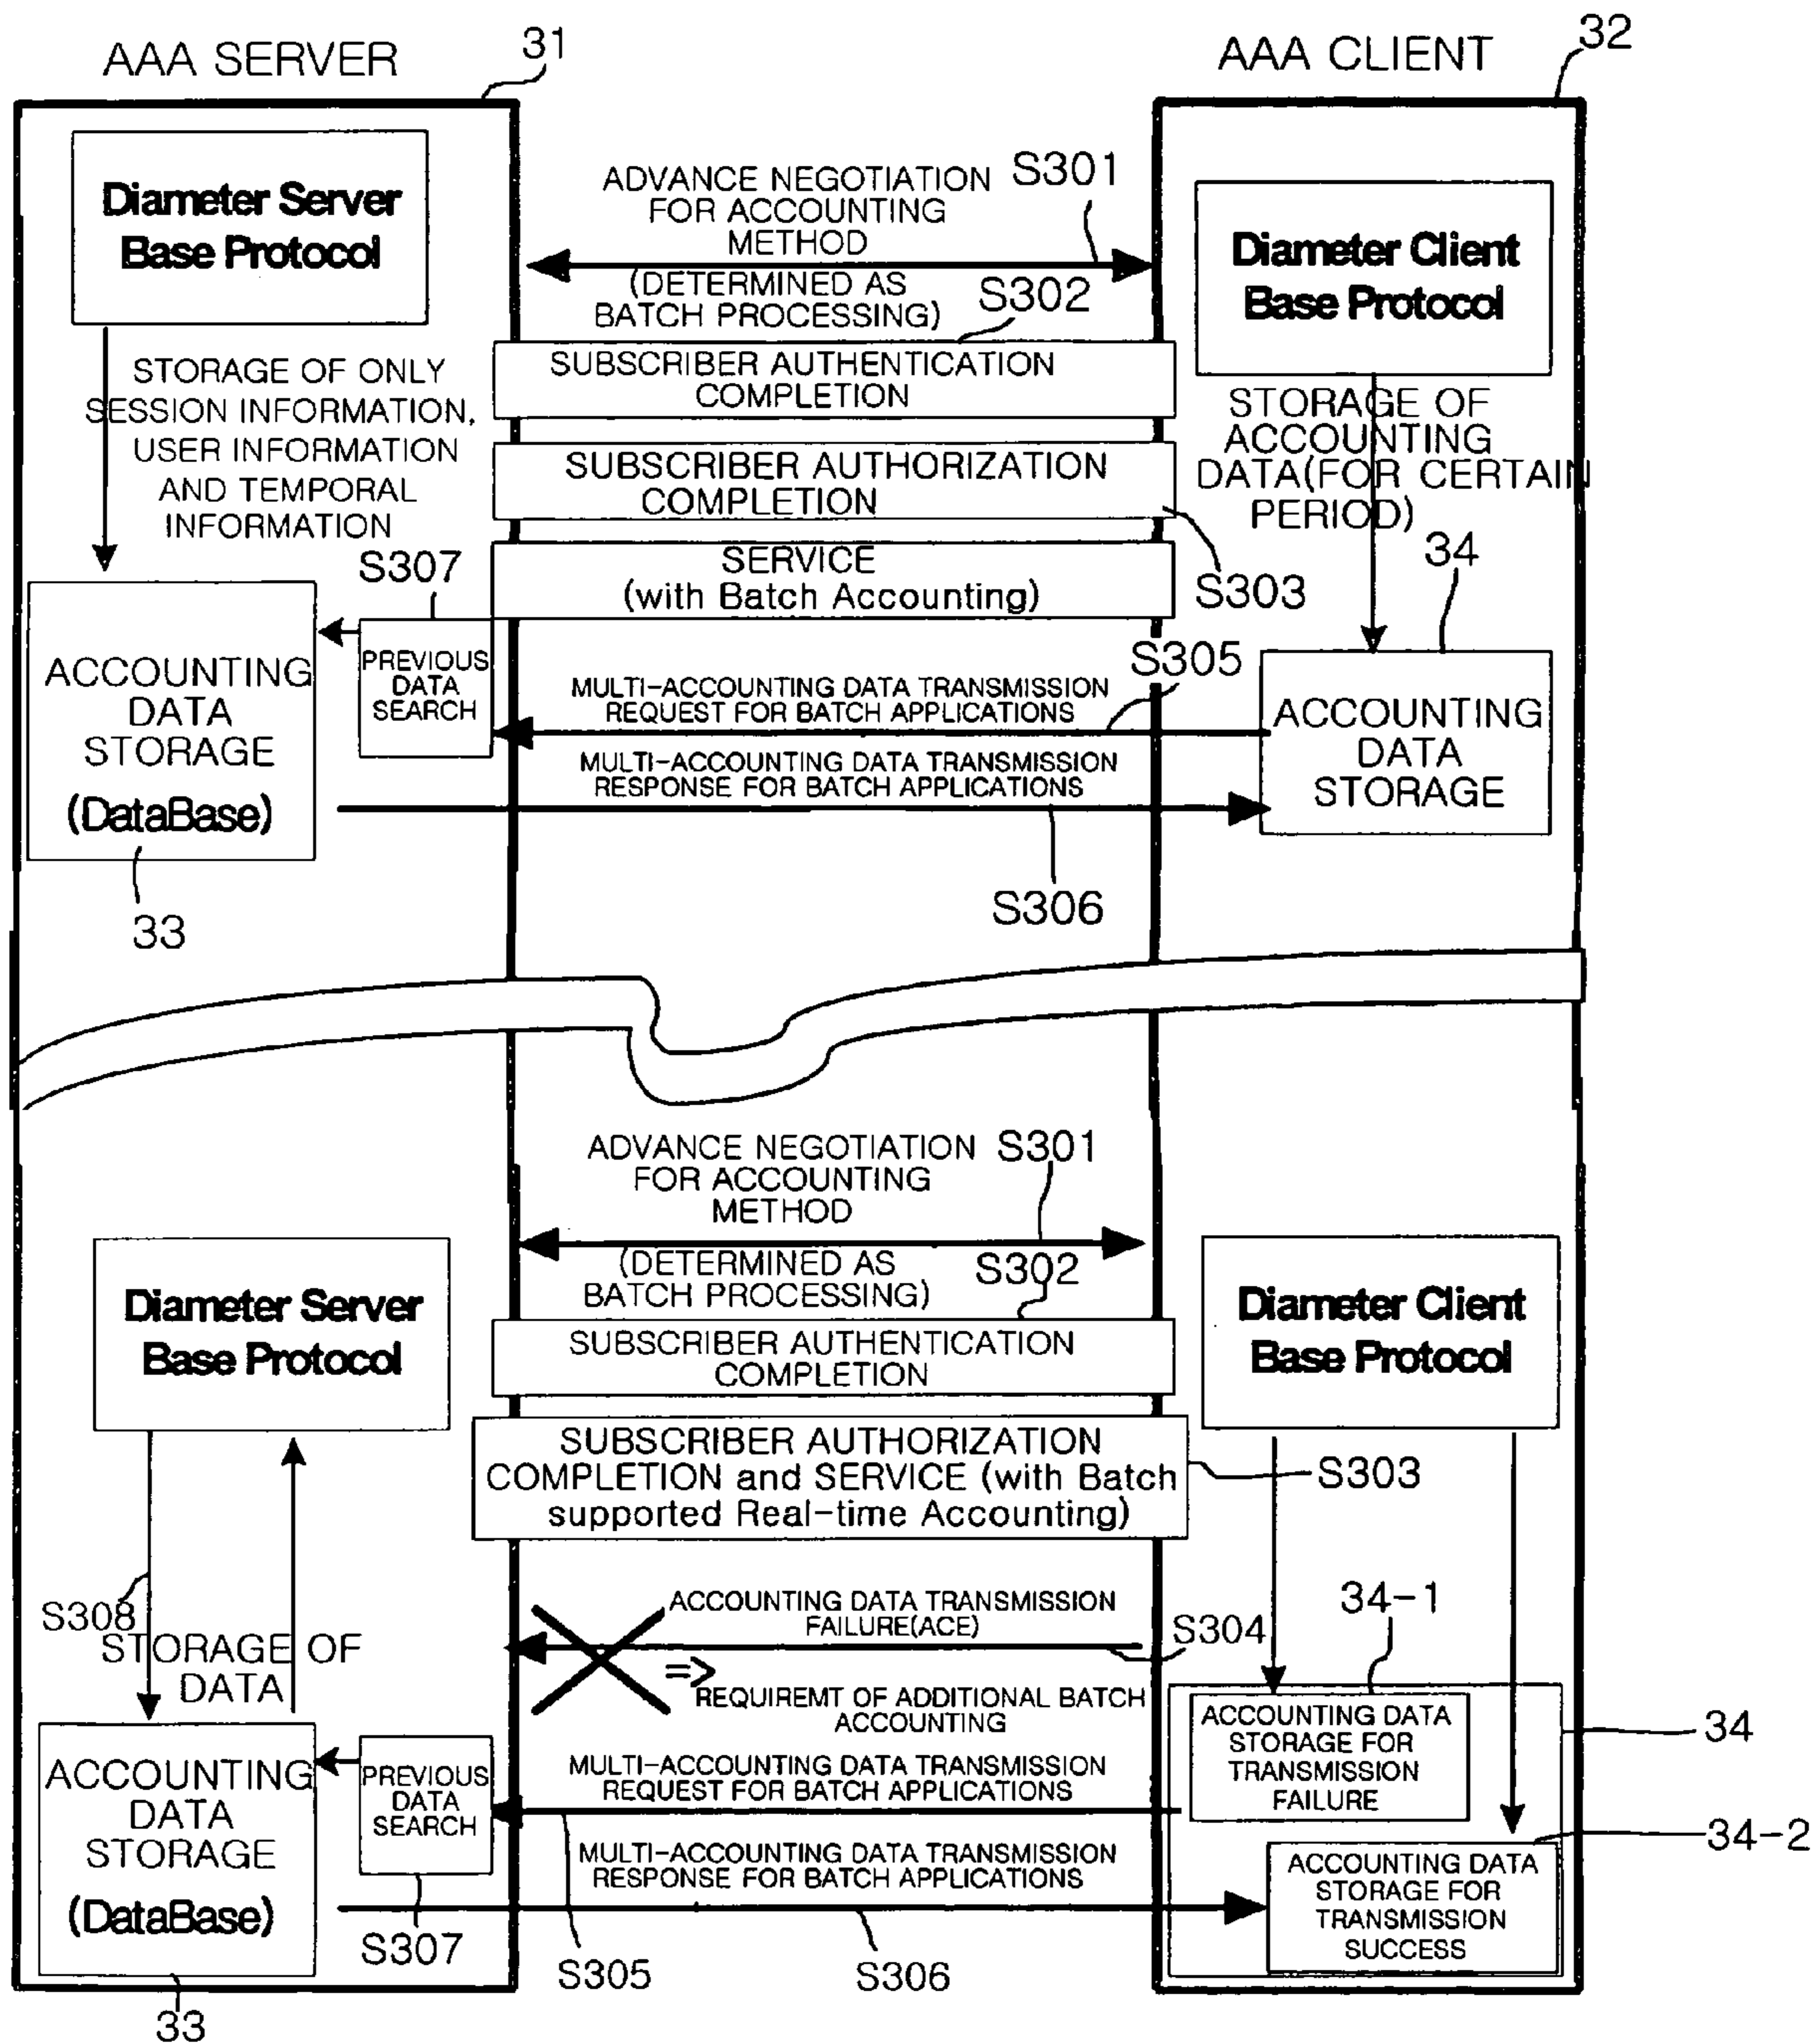 AAA SERVER
31
AAA CLIENT
32
Diameter Server
Base Protocol
ADVANCE NEGOTIATION
FOR ACCOUNTING
METHOD
S301
(DETERMINED AS
BATCH PROCESSING)
S302
Diameter Client
Base Protocol
STORAGE OF ONLY
SESSION INFORMATION,
USER INFORMATION
AND TEMPORAL
INFORMATION
SUBSCRIBER AUTHENTICATION
COMPLETION
SUBSCRIBER AUTHORIZATION
COMPLETION
STORAGE OF
ACCOUNTING
DATA(FOR CERTAIN
PERIOD)
S307
SERVICE
(with Batch Accounting)
S303
34
ACCOUNTING
DATA
STORAGE
(DataBase)
PREVIOUS
DATA
SEARCH
S305
MULTI-ACCOUNTING DATA TRANSMISSION
REQUEST FOR BATCH APPLICATIONS
MULTI-ACCOUNTING DATA TRANSMISSION
RESPONSE FOR BATCH APPLICATIONS
ACCOUNTING
DATA
STORAGE
S306
33
ADVANCE NEGOTIATION
FOR ACCOUNTING
METHOD
S301
(DETERMINED AS
BATCH PROCESSING)
S302
Diameter Server
Base Protocol
Diameter Client
Base Protocol
SUBSCRIBER AUTHENTICATION
COMPLETION
SUBSCRIBER AUTHORIZATION
COMPLETION and SERVICE (with Batch
supported Real-time Accounting)
S303
S308
STORAGE OF
DATA
ACCOUNTING DATA TRANSMISSION
FAILURE(ACE)
S304
34-1
=>
REQUIREMT OF ADDITIONAL BATCH
ACCOUNTING
ACCOUNTING DATA
STORAGE FOR
TRANSMISSION
FAILURE
34
ACCOUNTING
DATA
STORAGE
(DataBase)
PREVIOUS
DATA
SEARCH
MULTI-ACCOUNTING DATA TRANSMISSION
REQUEST FOR BATCH APPLICATIONS
MULTI-ACCOUNTING DATA TRANSMISSION
RESPONSE FOR BATCH APPLICATIONS
34-2
ACCOUNTING DATA
STORAGE FOR
TRANSMISSION
SUCCESS
S307
S305
S306
33